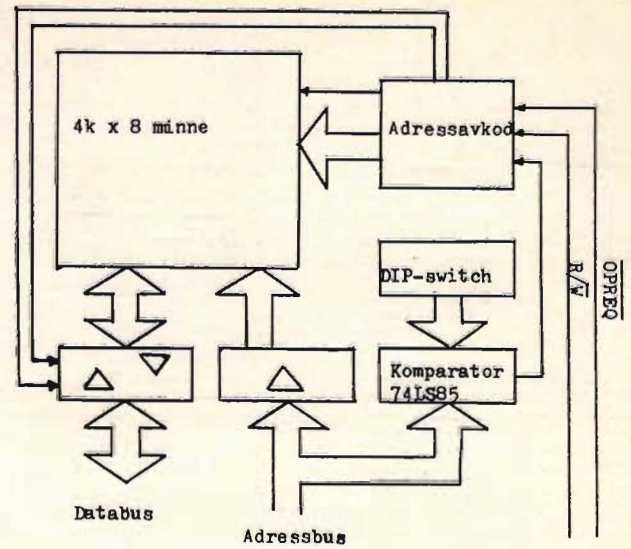 4k x 8 minne
Adressavkod
DIP-switch
Komparator
74LS85
OPREQ
R/W
Databus
Adressbus